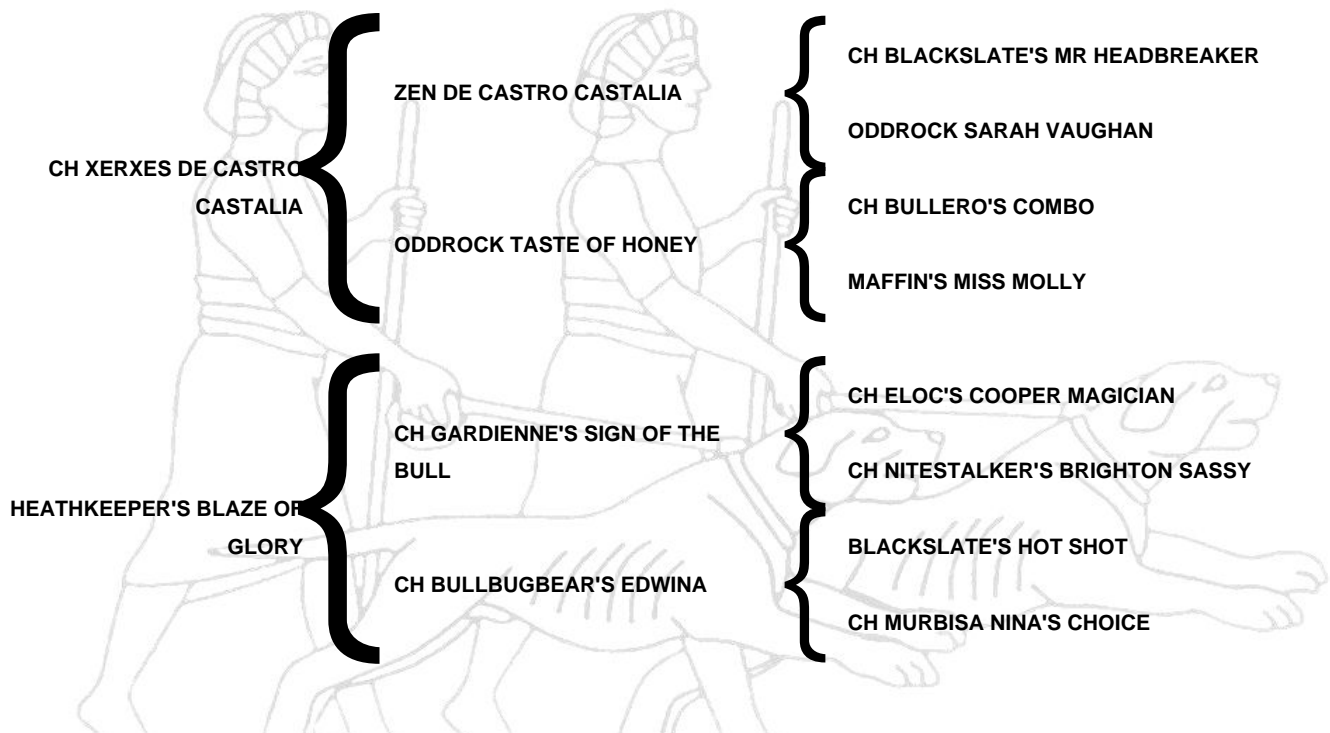 CH XERXES DE CASTRO
CASTALIA
ZEN DE CASTRO CASTALIA
ODDROCK TASTE OF HONEY
CH BLACKSLATE'S MR HEADBREAKER
ODDROCK SARAH VAUGHAN
CH BULLERO'S COMBO
MAFFIN'S MISS MOLLY
HEATHKEEPER'S BLAZE OF
GLORY
CH GARDIENNE'S SIGN OF THE
BULL
CH BULLBUGBEAR'S EDWINA
CH ELOC'S COOPER MAGICIAN
CH NITESTALKER'S BRIGHTON SASSY
BLACKSLATE'S HOT SHOT
CH MURBISA NINA'S CHOICE